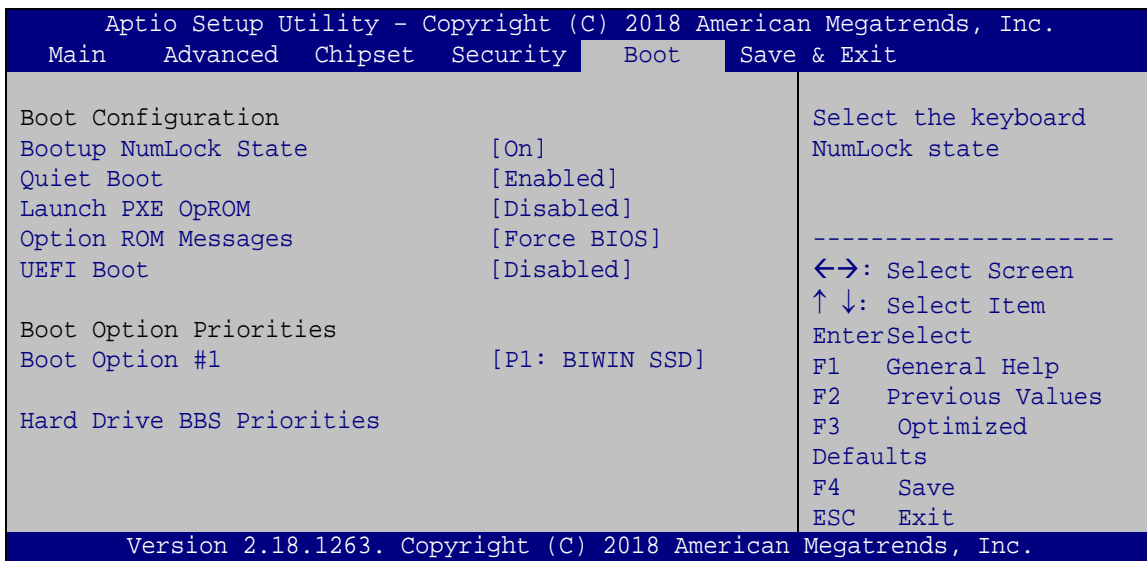 Aptio Setup Utility – Copyright (C) 2018 American Megatrends, Inc.
Main Advanced Chipset Security Boot Save & Exit
Boot Configuration
Bootup NumLock State [On]
Quiet Boot [Enabled]
Launch PXE OpROM [Disabled]
Option ROM Messages [Force BIOS]
UEFI Boot [Disabled]
Boot Option Priorities
Boot Option #1 [P1: BIWIN SSD]
Hard Drive BBS Priorities
Select the keyboard
NumLock state
---------------------
←→: Select Screen
↑ ↓: Select Item
EnterSelect
F1 General Help
F2 Previous Values
F3 Optimized
Defaults
F4 Save
ESC Exit
Version 2.18.1263. Copyright (C) 2018 American Megatrends, Inc.